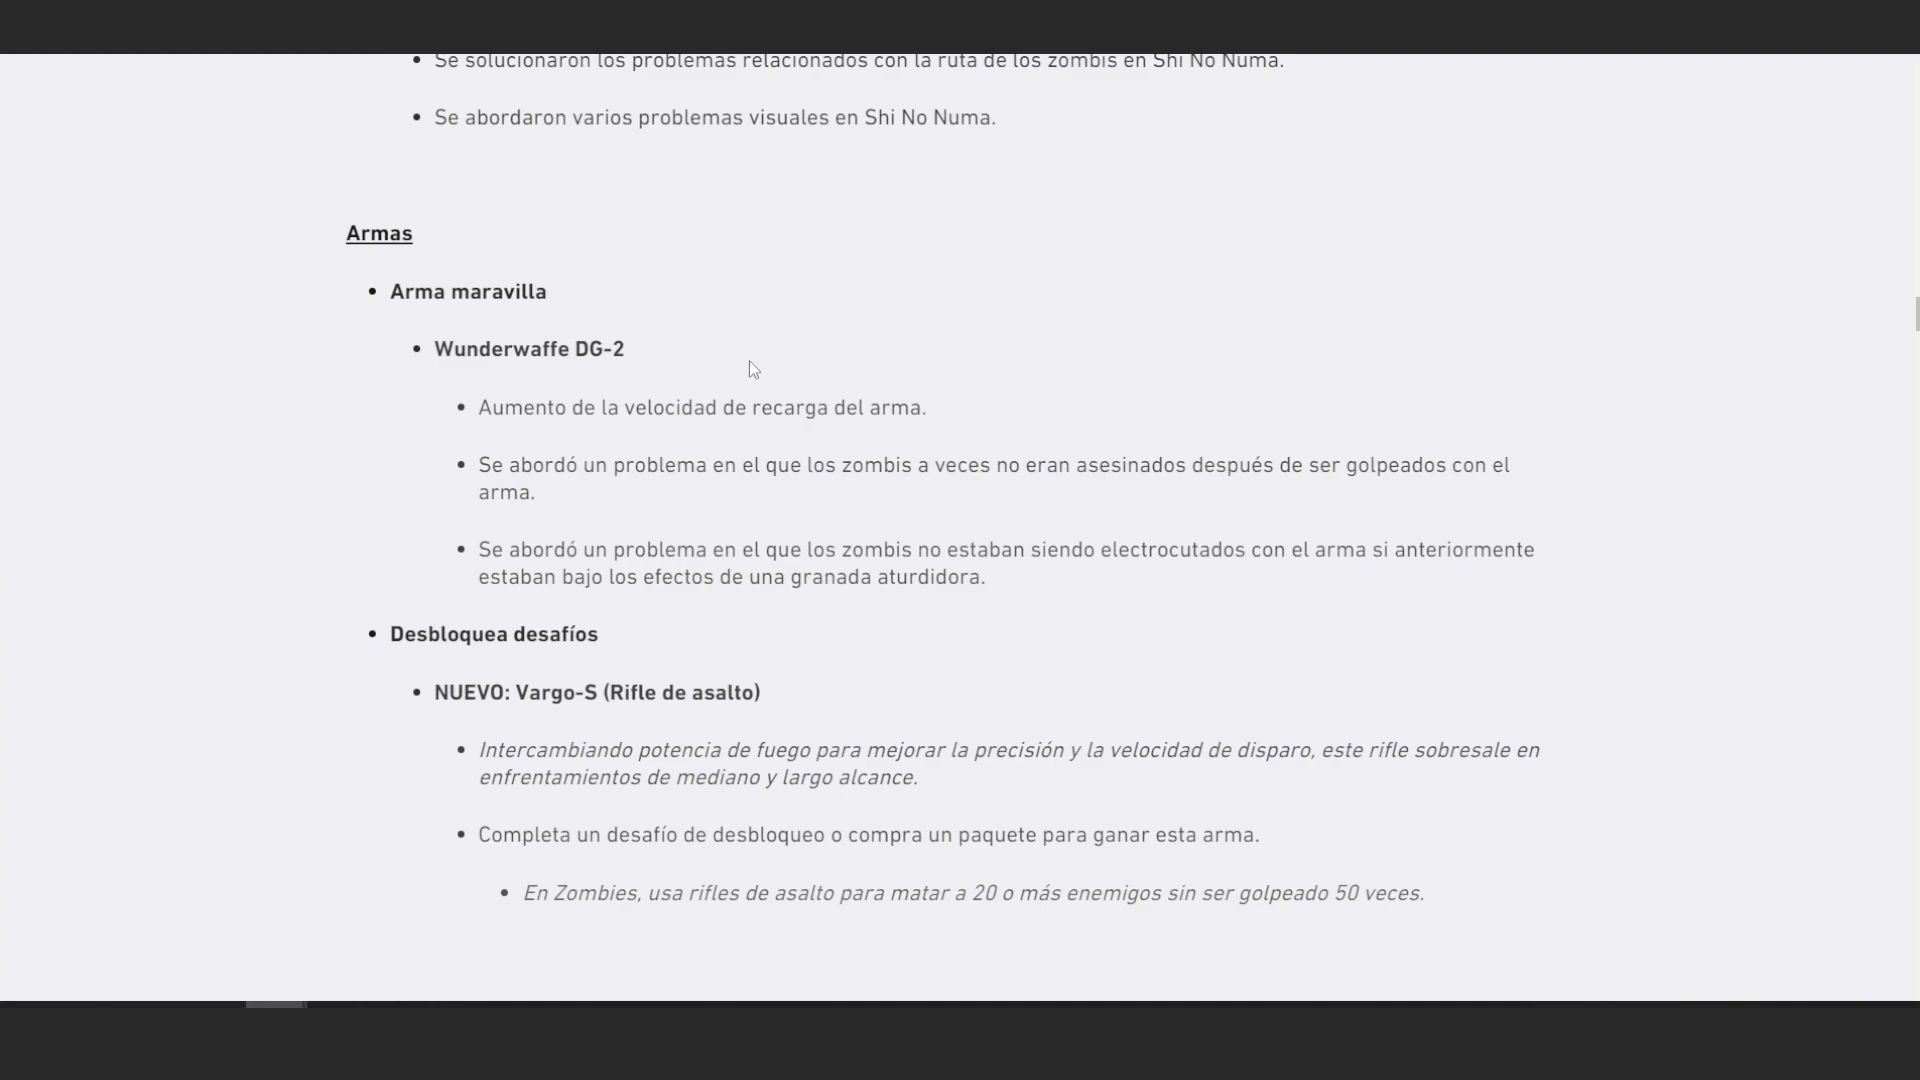 Se solucionaron los problemas relacionados con la ruta de los zombis en Shi No Numa.
Se abordaron varios problemas visuales en Shi No Numa.
Armas
Arma maravilla
Wunderwaffe DG-2
Aumento de la velocidad de recarga del arma.
Se abordó un problema en el que los zombis a veces no eran asesinados después de ser golpeados con el
arma.
Se abordó un problema en el que los zombis no estaban siendo electrocutados con el arma si anteriormente
estaban bajo los efectos de una granada aturdidora.
Desbloquea desafíos
NUEVO: Vargo-S (Rifle de asalto)
Intercambiando potencia de fuego para mejorar la precisión y la velocidad de disparo, este rifle sobresale en
enfrentamientos de mediano y largo alcance.
Completa un desafío de desbloqueo o compra un paquete para ganar esta arma.
En Zombies, usa rifles de asalto para matar a 20 o más enemigos sin ser golpeado 50 veces.